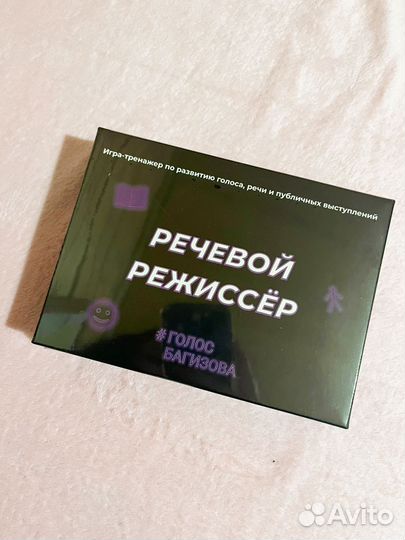 Игра-тренажер по развитию голоса, речи и публичных выступлений
РЕЧЕВОЙ
РЕЖИССЁР
#ГОЛОС
БАГИЗОВА
Avito